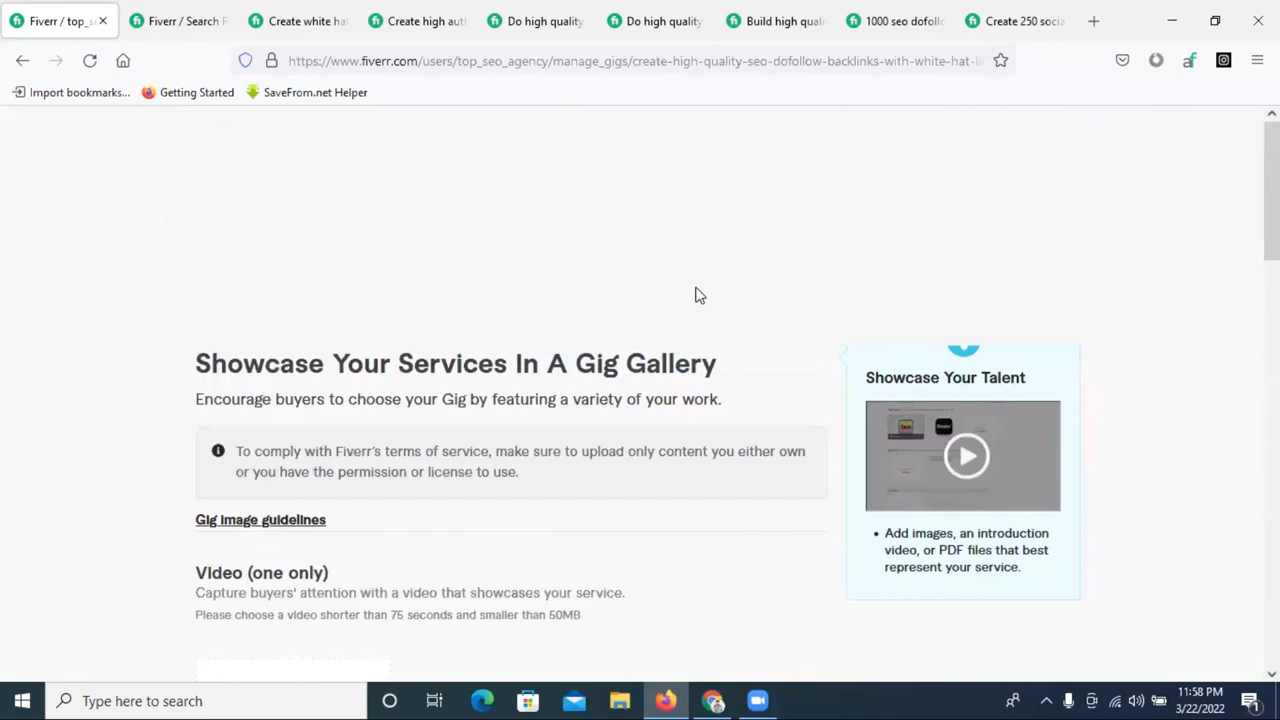 Fiverr / top_s
Fiverr / Search R
Create white ha
Create high aut
Do high quality
Do high quality
Build high quali
1000 seo dofoll
Create 250 socia
https://www.fiverr.com/users/top_seo_agency/manage_gigs/create-high-quality-seo-dofollow-backlinks-with-white-hat-l
Import bookmarks...
Getting Started
SaveFrom.net Helper
Showcase Your Services In A Gig Gallery
Encourage buyers to choose your Gig by featuring a variety of your work.
To comply with Fiverr's terms of service, make sure to upload only content you either own
or you have the permission or license to use.
Gig image guidelines
Video (one only)
Capture buyers' attention with a video that showcases your service.
Please choose a video shorter than 75 seconds and smaller than 50MB
Showcase Your Talent
• Add images, an introduction
video, or PDF files that best
represent your service.
Type here to search
11:58 PM
3/22/2022